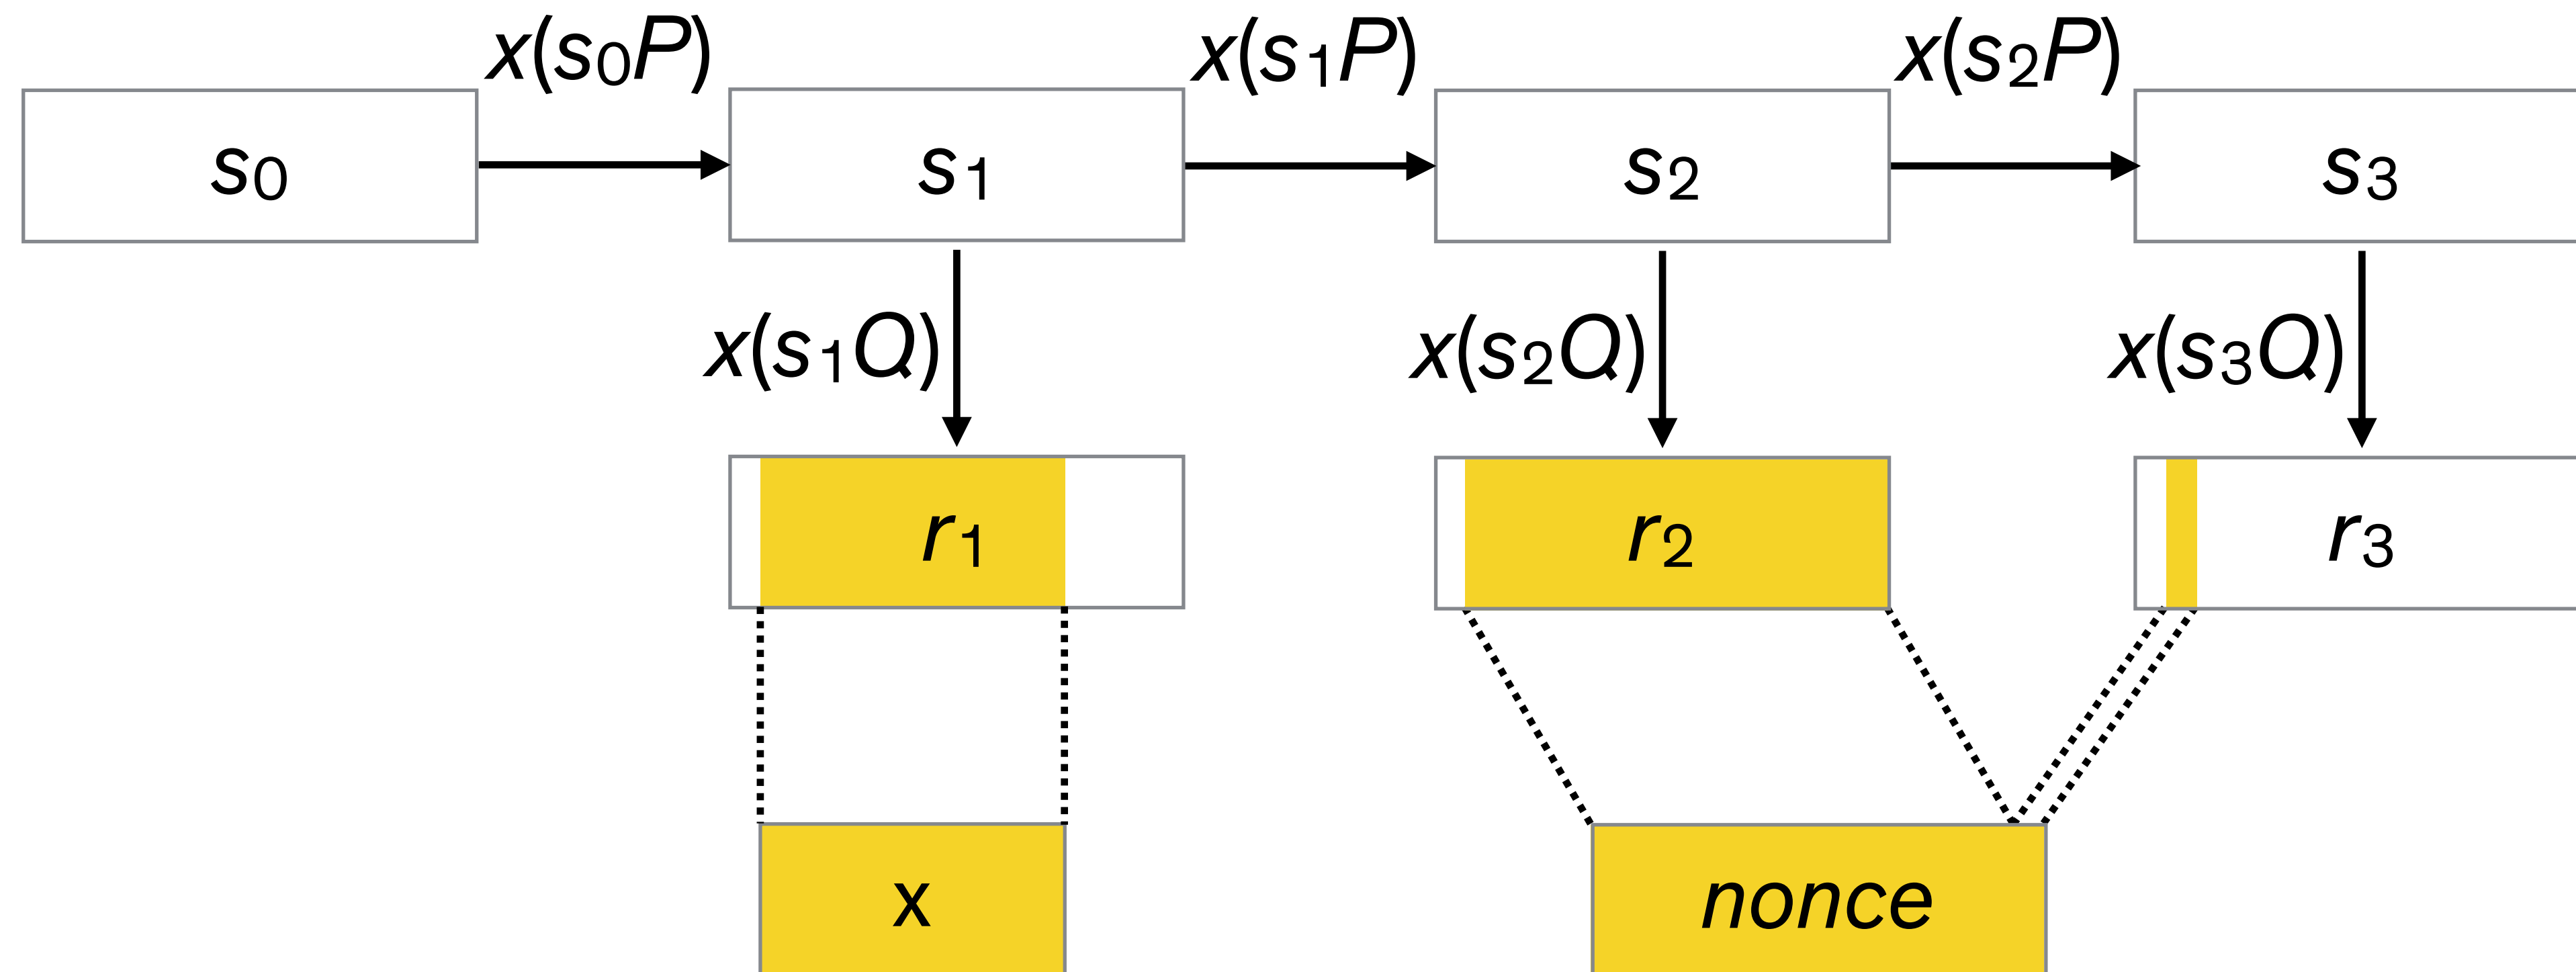 x(s₀P) x(s₁P) x(s₂P)
s₀ s₁ s₂ s₃
x(s₁Q) x(s₂Q) x(s₃Q)
r₁ r₂ r₃
x nonce